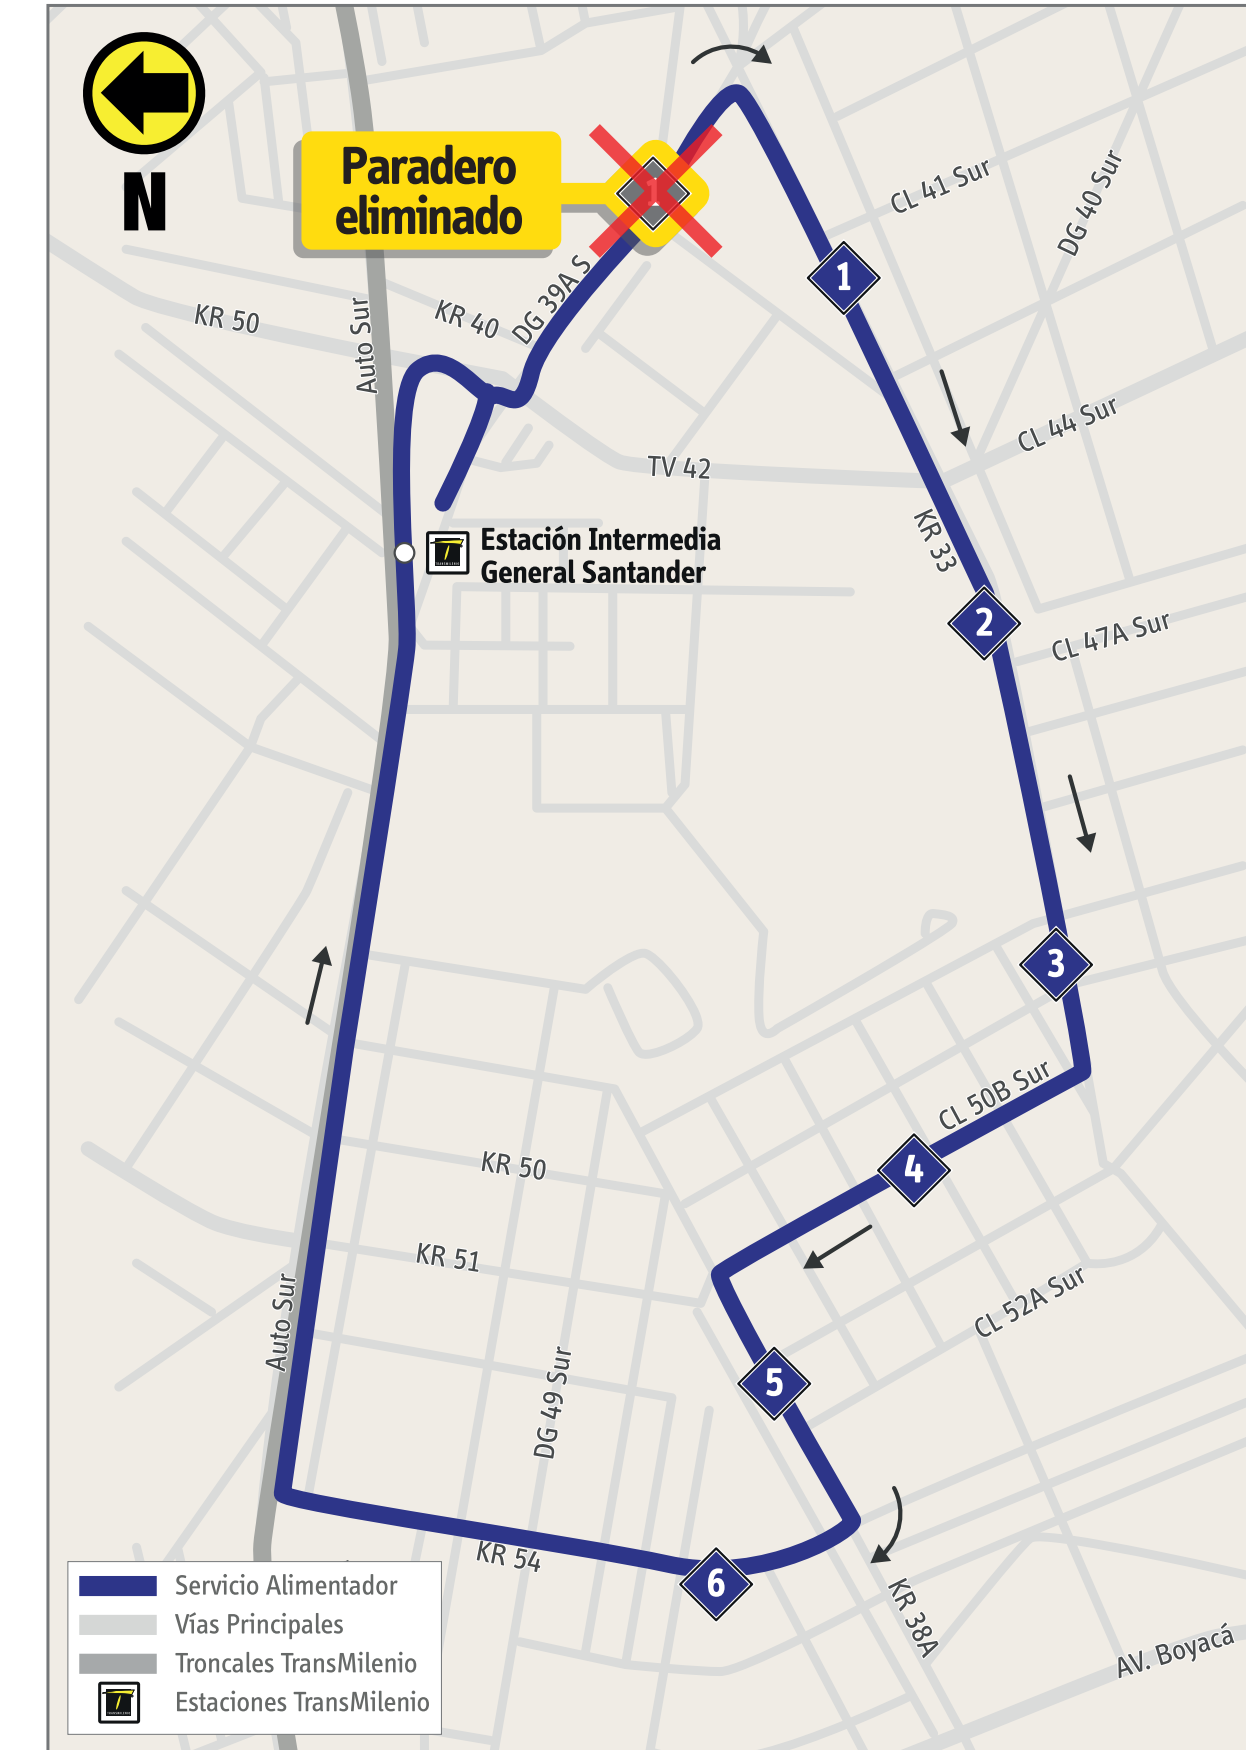 N
Paradero
eliminado
1
CL 41 Sur
DG 40 Sur
1
KR 50
Auto Sur
KR 40
DG 39A S
CL 44 Sur
TV 42
KR 33
Estación Intermedia
General Santander
2
CL 47A Sur
3
CL 50B Sur
4
KR 50
KR 51
CL 52A Sur
Auto Sur
DG 49 Sur
5
KR 54
6
KR 38A
AV. Boyacá
Servicio Alimentador
Vías Principales
Troncales TransMilenio
Estaciones TransMilenio